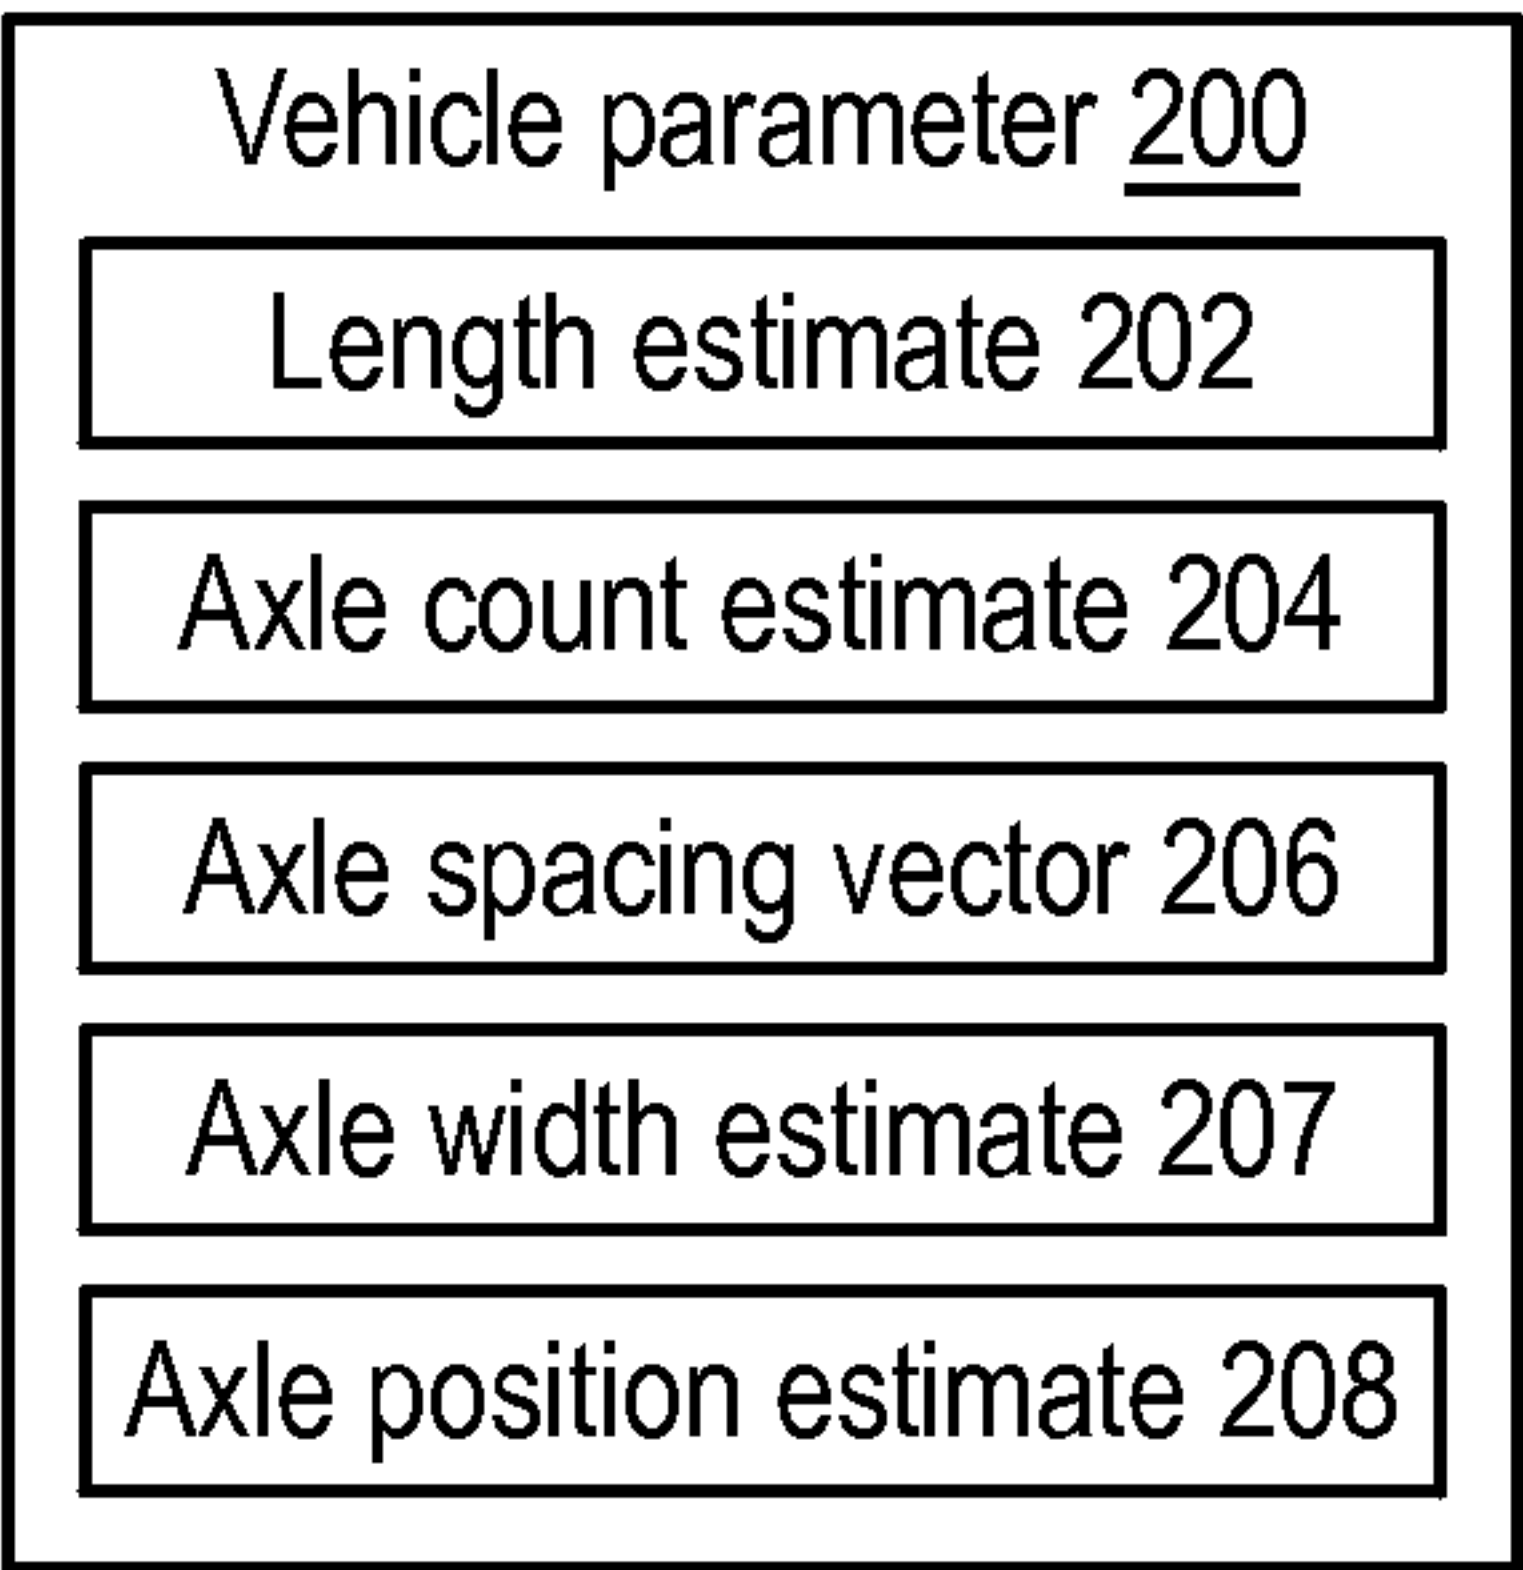 Vehicle parameter 200
Length estimate 202
Axle count estimate 204
Axle spacing vector 206
Axle width estimate 207
Axle position estimate 208